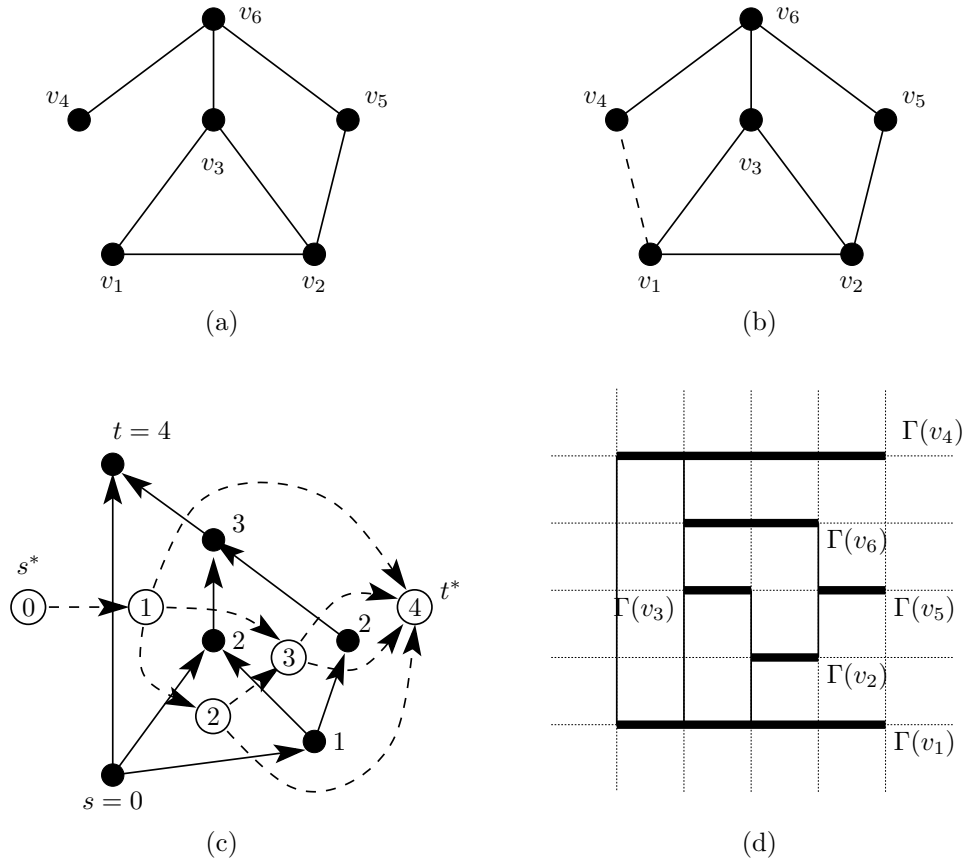 v6
v4
v5
v3
v1
v2
(a)
v6
v4
v5
v3
v1
v2
(b)
t = 4
3
s*
0
1
2
3
2
4
t*
2
1
s = 0
(c)
Γ(v4)
Γ(v6)
Γ(v3)
Γ(v5)
Γ(v2)
Γ(v1)
(d)